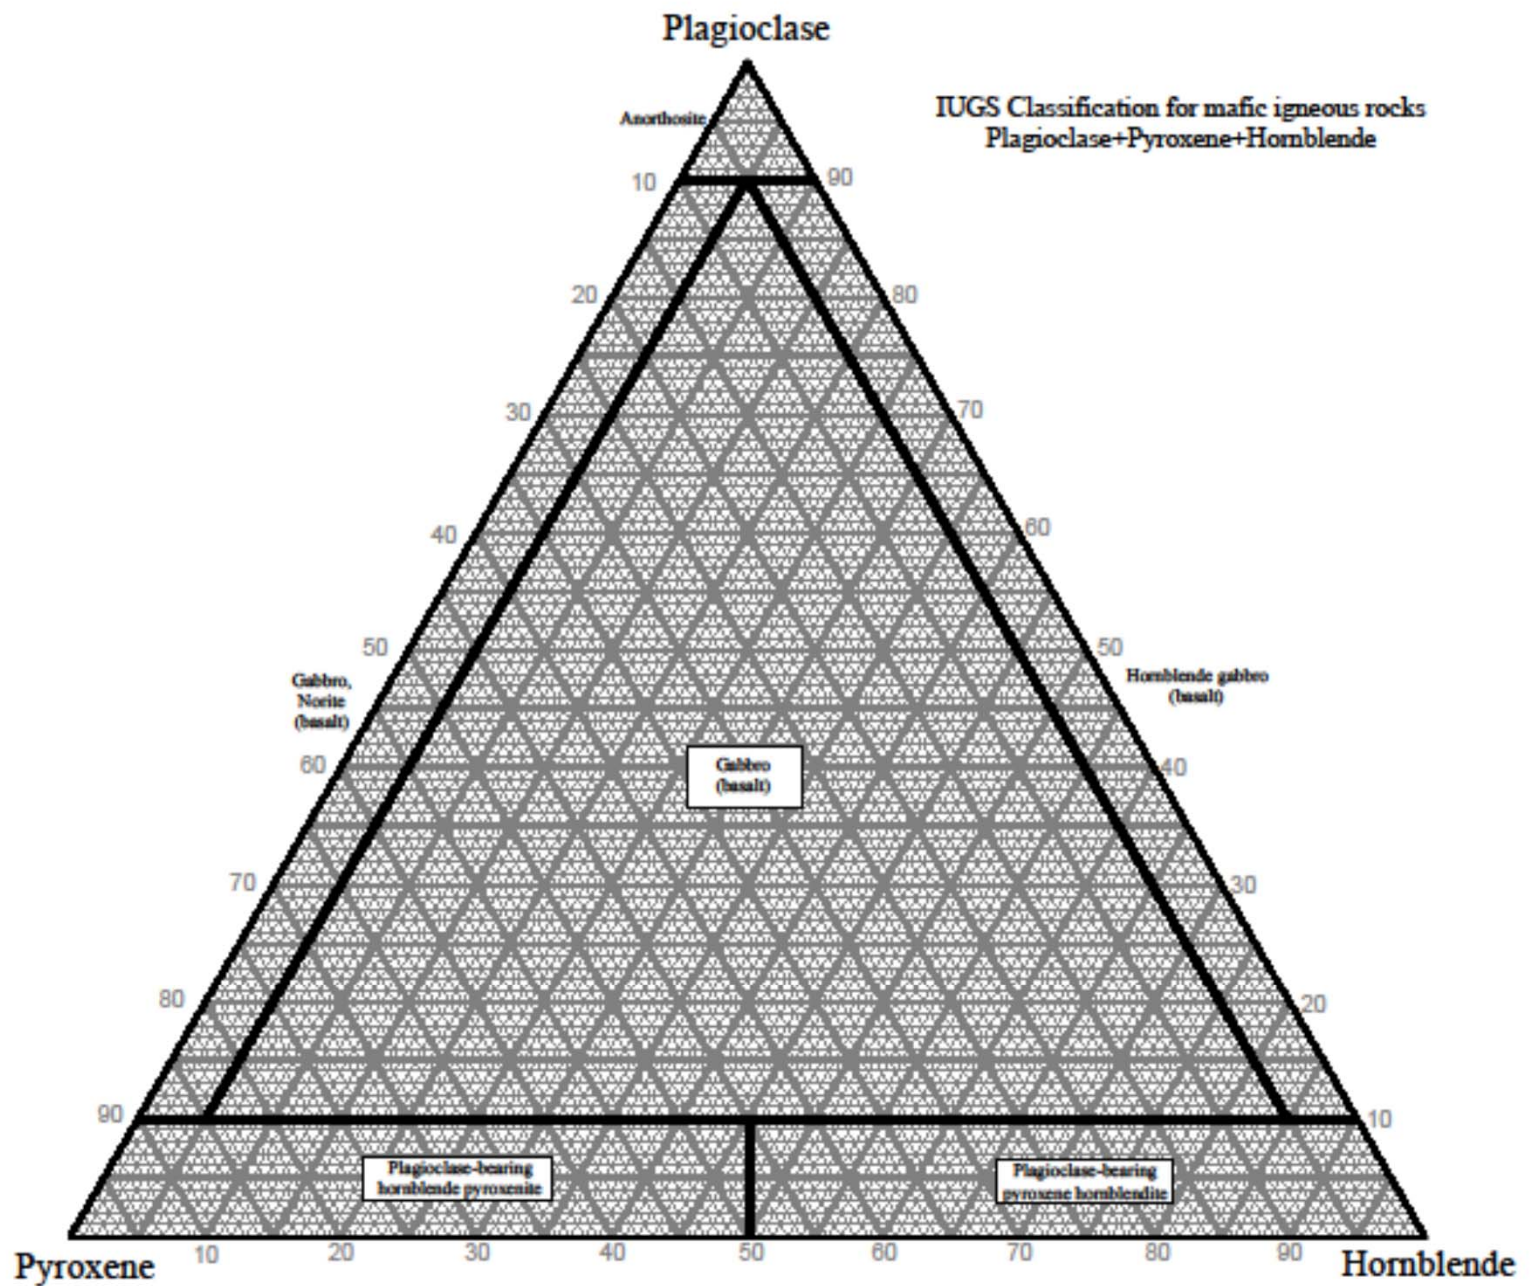 Plagioclase
IUGS Classification for mafic igneous rocks
Plagioclase+Pyroxene+Hornblende
Anorthosite
10
90
20
80
30
70
40
60
50
50
Gabbro,
Norite
(basalt)
Hornblende gabbro
(basalt)
60
Gabbro
(basalt)
40
70
30
80
20
90
10
Plagioclase-bearing
hornblende pyroxenite
Plagioclase-bearing
pyroxene hornblendite
Pyroxene
10
20
30
40
50
60
70
80
90
Hornblende